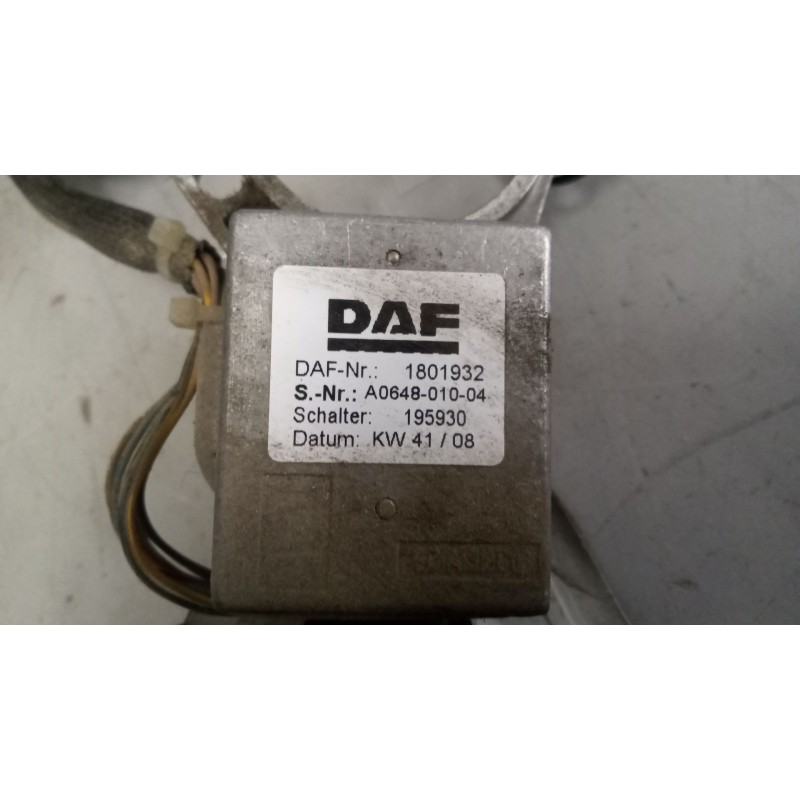 DAF
DAF-Nr.: 1801932
S.-Nr.: A0648-010-04
Schalter: 195930
Datum: KW 41 / 08